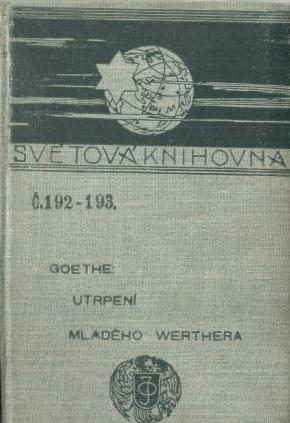 SVĚTOVÁ KNIHOVNA
Č.192-193.
GOETHE:
UTRPENÍ
MLADÉHO WERTHERA